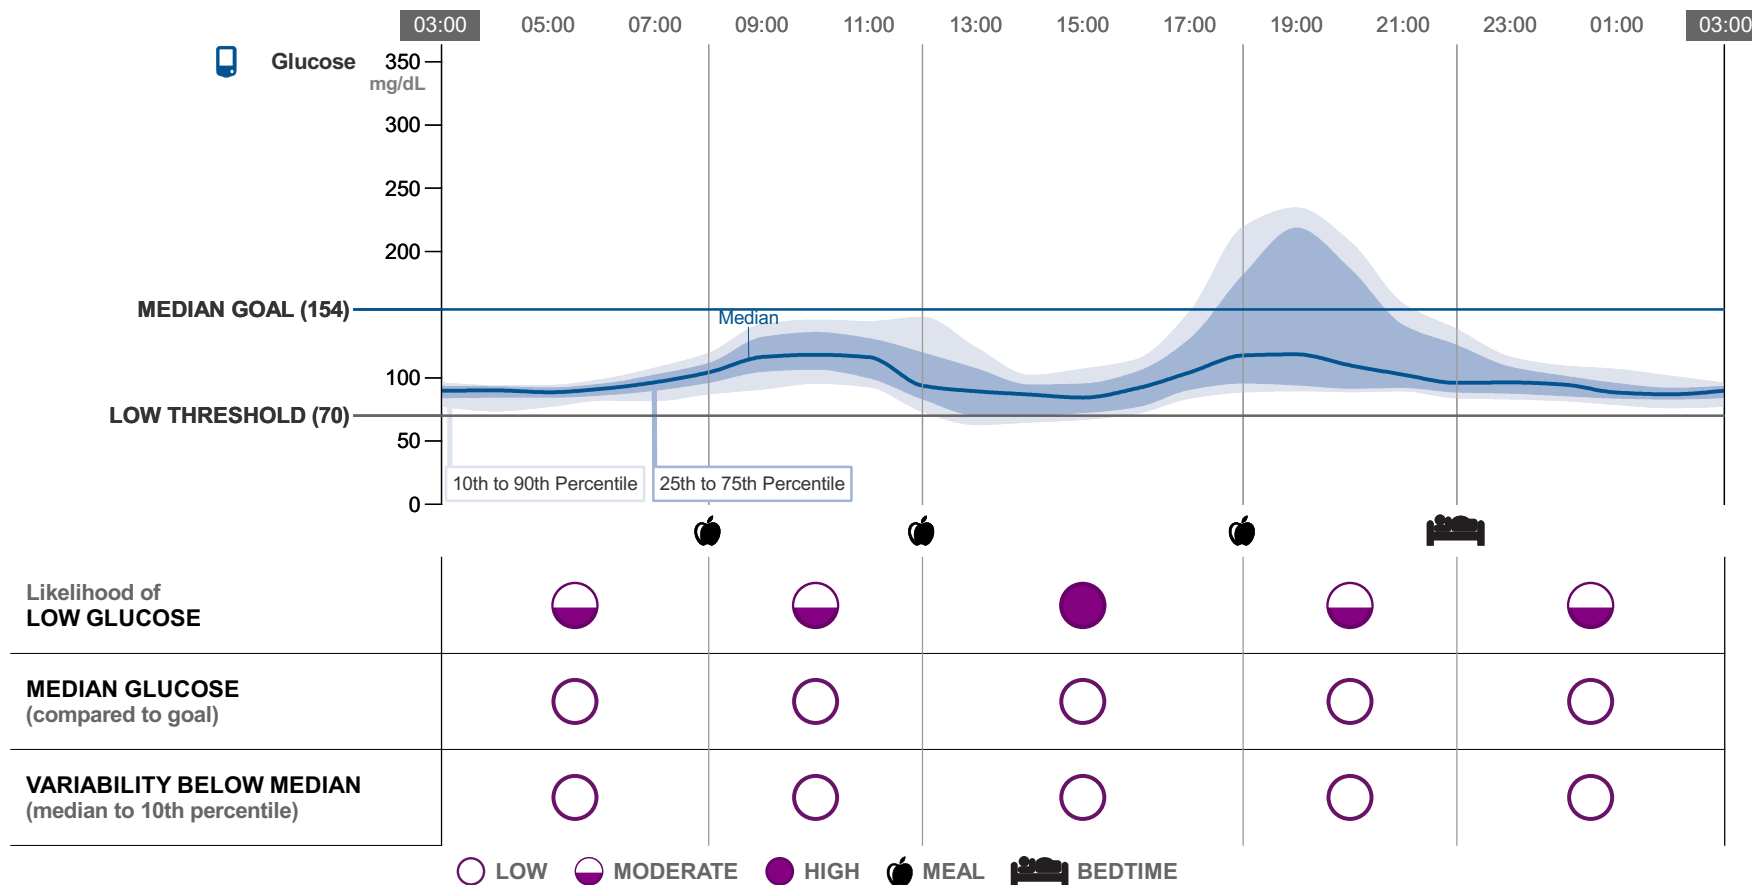 03:00 05:00 07:00 09:00 11:00 13:00 15:00 17:00 19:00 21:00 23:00 01:00 03:00
Glucose 350
mg/dL
300
250
200
MEDIAN GOAL (154)
Median
100
LOW THRESHOLD (70)
50
10th to 90th Percentile 25th to 75th Percentile
0
Likelihood of
LOW GLUCOSE
MEDIAN GLUCOSE
(compared to goal)
VARIABILITY BELOW MEDIAN
(median to 10th percentile)
LOW MODERATE HIGH MEAL BEDTIME